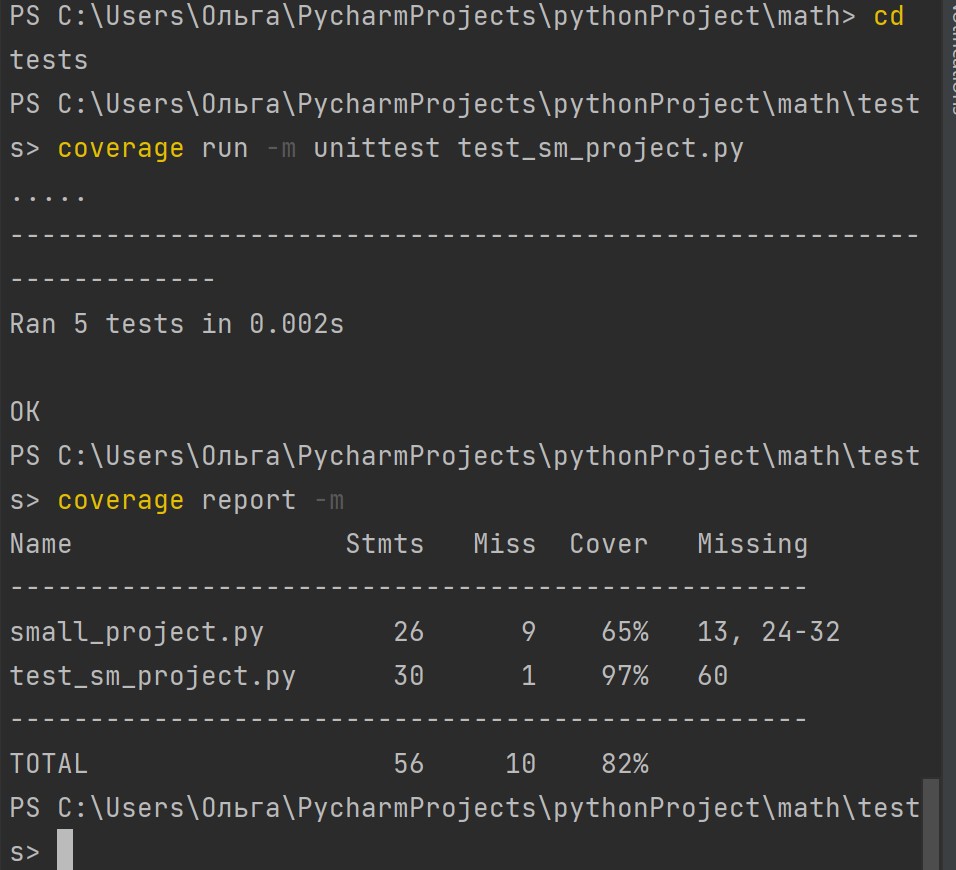 PS C:\Users\Ольга\PycharmProjects\pythonProject\math> cd
tests
PS C:\Users\Ольга\PycharmProjects\pythonProject\math\test
s> coverage run -m unittest test_sm_project.py
.....
---------------------------------------------------------
-------------
Ran 5 tests in 0.002s
OK
PS C:\Users\Ольга\PycharmProjects\pythonProject\math\test
s> coverage report -m
Name                 Stmts   Miss  Cover   Missing
--------------------------------------------------
small_project.py        26      9    65%   13, 24-32
test_sm_project.py      30      1    97%   60
--------------------------------------------------
TOTAL                   56     10    82%
PS C:\Users\Ольга\PycharmProjects\pythonProject\math\test
s>